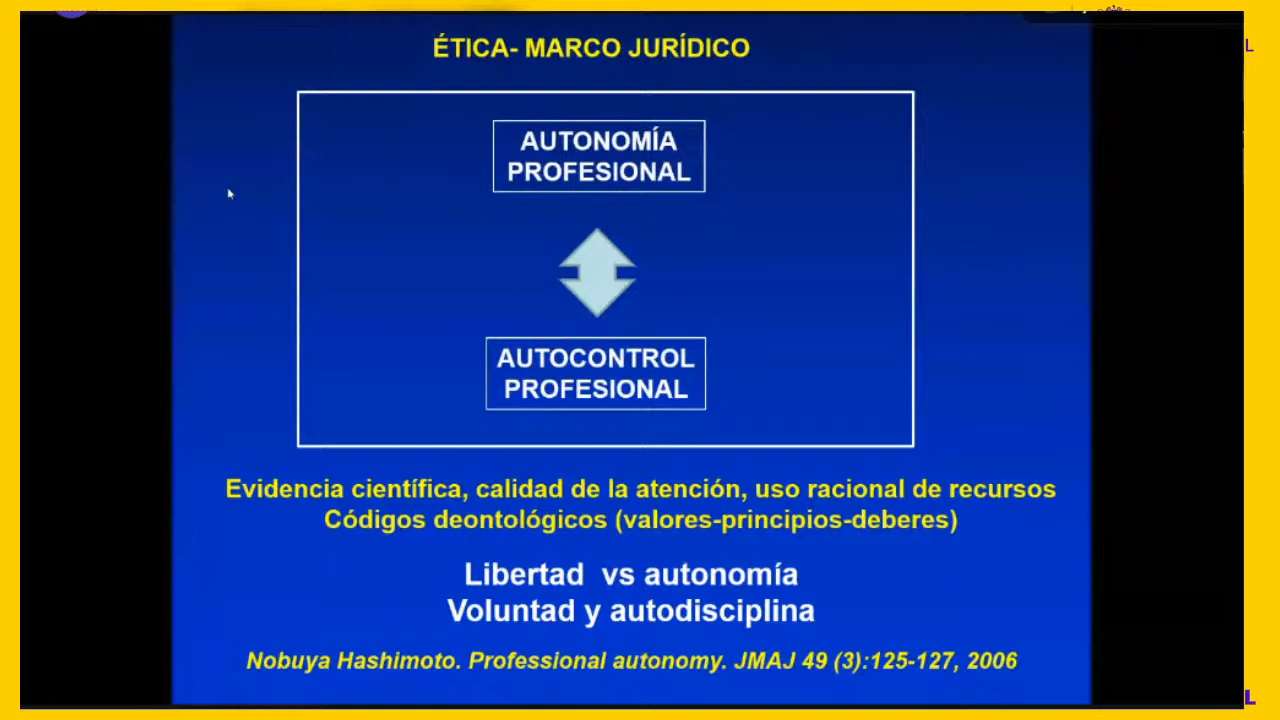 ÉTICA- MARCO JURÍDICO
AUTONOMÍA
PROFESIONAL
AUTOCONTROL
PROFESIONAL
Evidencia científica, calidad de la atención, uso racional de recursos
Códigos deontológicos (valores-principios-deberes)
Libertad vs autonomía
Voluntad y autodisciplina
Nobuya Hashimoto. Professional autonomy. JMAJ 49 (3):125-127, 2006
L
L